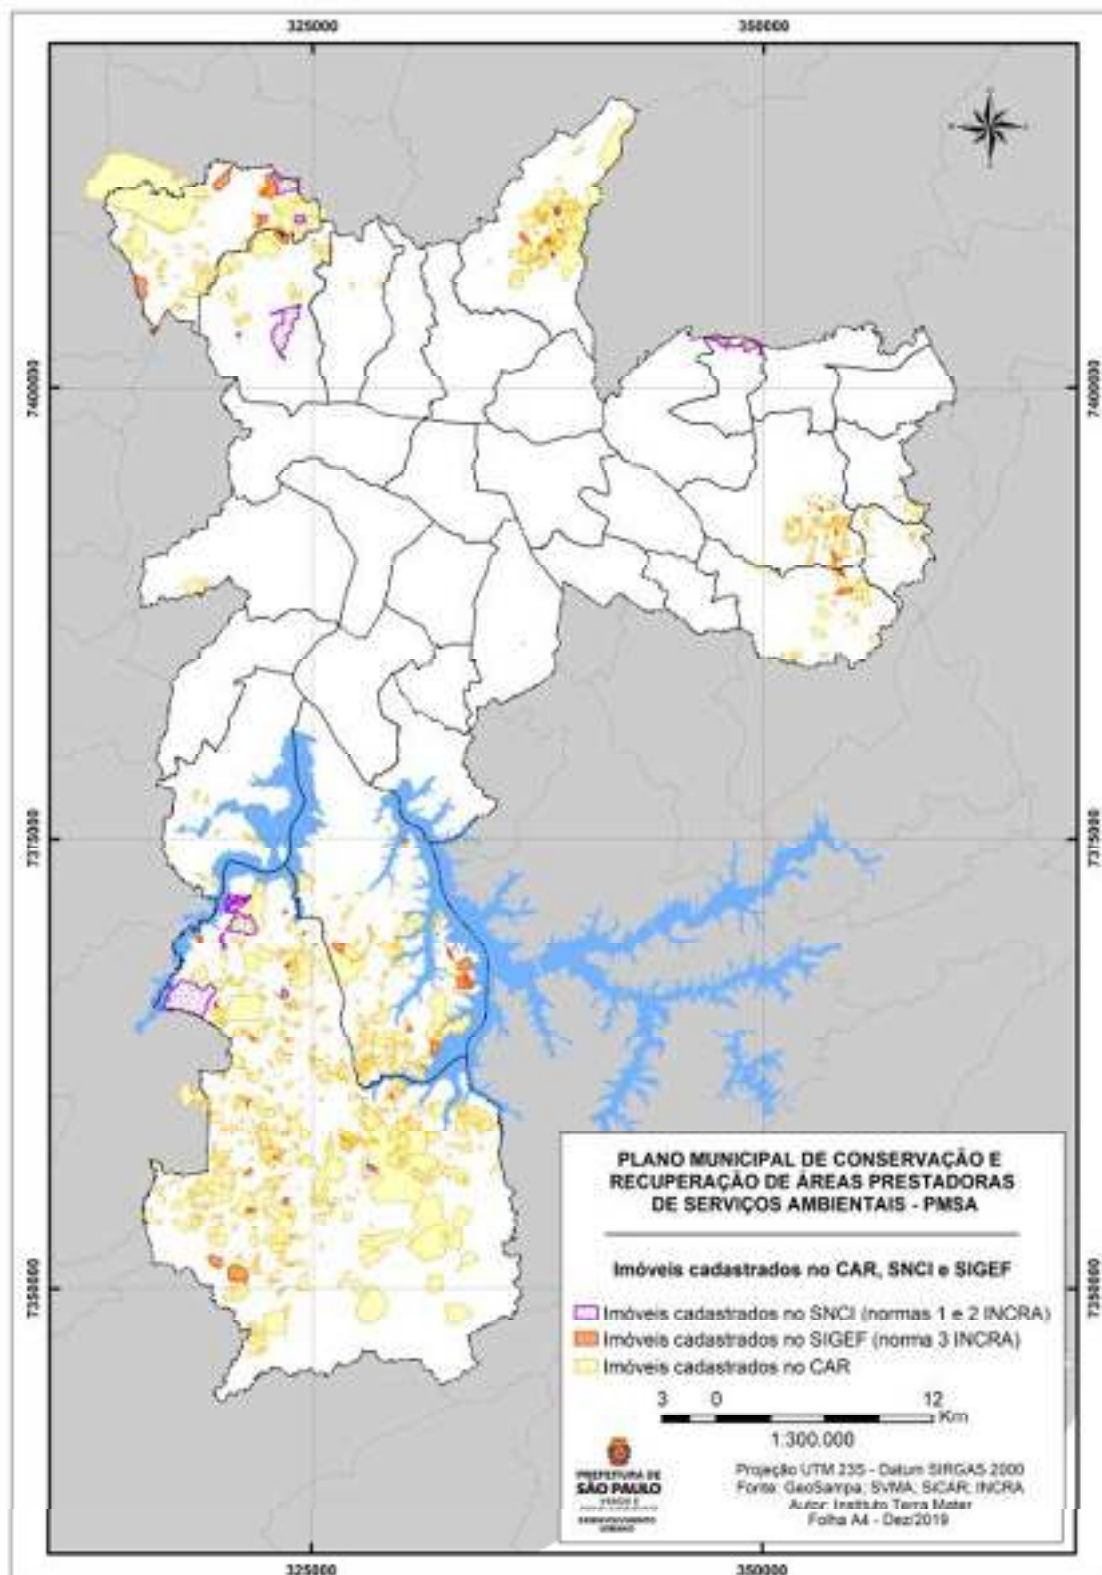 325000
350000
7400000
7400000
7375000
7375000
7350000
7350000
PLANO MUNICIPAL DE CONSERVAÇÃO E
RECUPERAÇÃO DE ÁREAS PRESTADORAS
DE SERVIÇOS AMBIENTAIS - PMSA
Imóveis cadastrados no CAR, SNCI e SIGEF
Imóveis cadastrados no SNCI (normas 1 e 2 INCRA)
Imóveis cadastrados no SIGEF (norma 3 INCRA)
Imóveis cadastrados no CAR
3 0 12
Km
1:300.000
PREFEITURA DE
SÃO PAULO
DESENVOLVIMENTO
URBANO
Projeção UTM 23S - Datum SIRGAS 2000
Fonte: GeoSampa; SVMA; SICAR; INCRA
Autor: Instituto Terra Mater
Folha A4 - Dez/2019
325000
350000